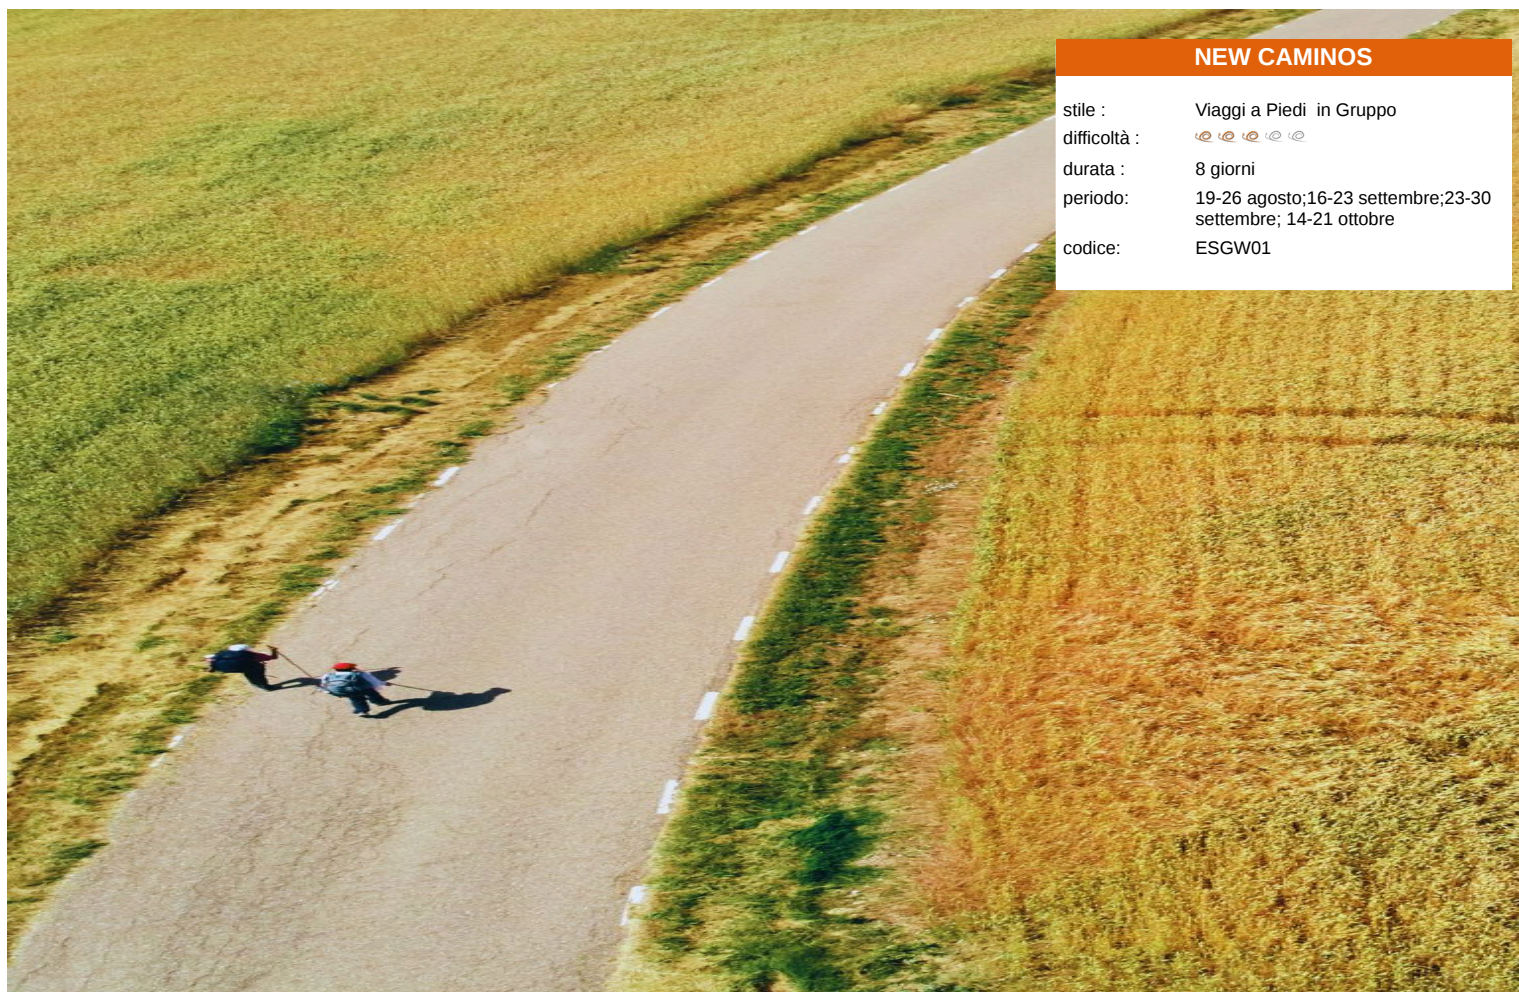 NEW CAMINOS
stile : Viaggi a Piedi  in Gruppo
difficoltà :
durata : 8 giorni
periodo: 19-26 agosto;16-23 settembre;23-30
settembre; 14-21 ottobre
codice: ESGW01